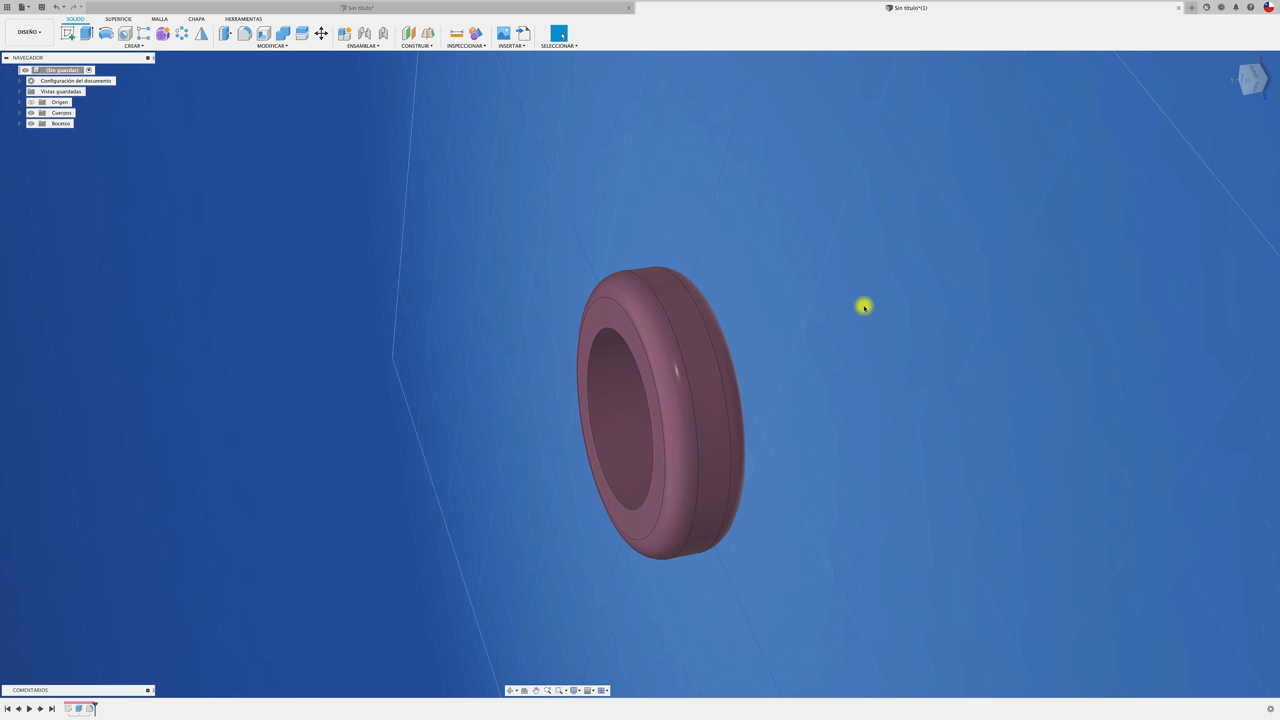 Sin título*
Sin título*(1)
DISEÑO
SÓLIDO SUPERFICIE MALLA CHAPA HERRAMIENTAS
CREAR MODIFICAR ENSAMBLAR CONSTRUIR INSPECCIONAR INSERTAR SELECCIONAR
NAVEGADOR
(Sin guardar)
Configuración del documento
Vistas guardadas
Origen
Cuerpos
Bocetos
COMENTARIOS